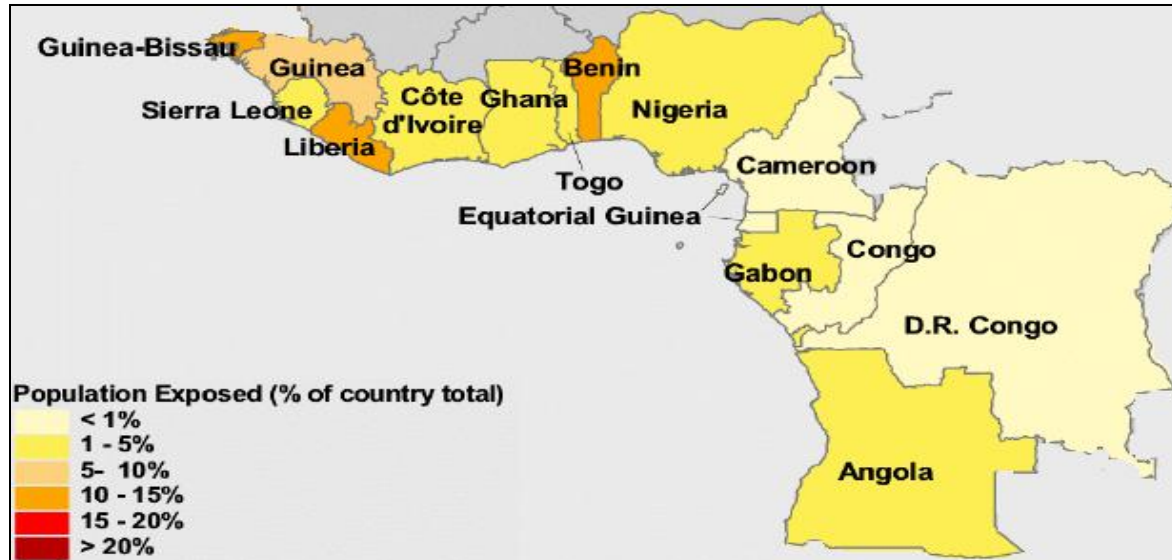 Guinea-Bissau
Guinea
Sierra Leone
Liberia
Côte
d'Ivoire
Ghana
Benin
Nigeria
Togo
Cameroon
Equatorial Guinea
Gabon
Congo
D.R. Congo
Angola
Population Exposed (% of country total)
< 1%
1 - 5%
5- 10%
10 - 15%
15 - 20%
> 20%